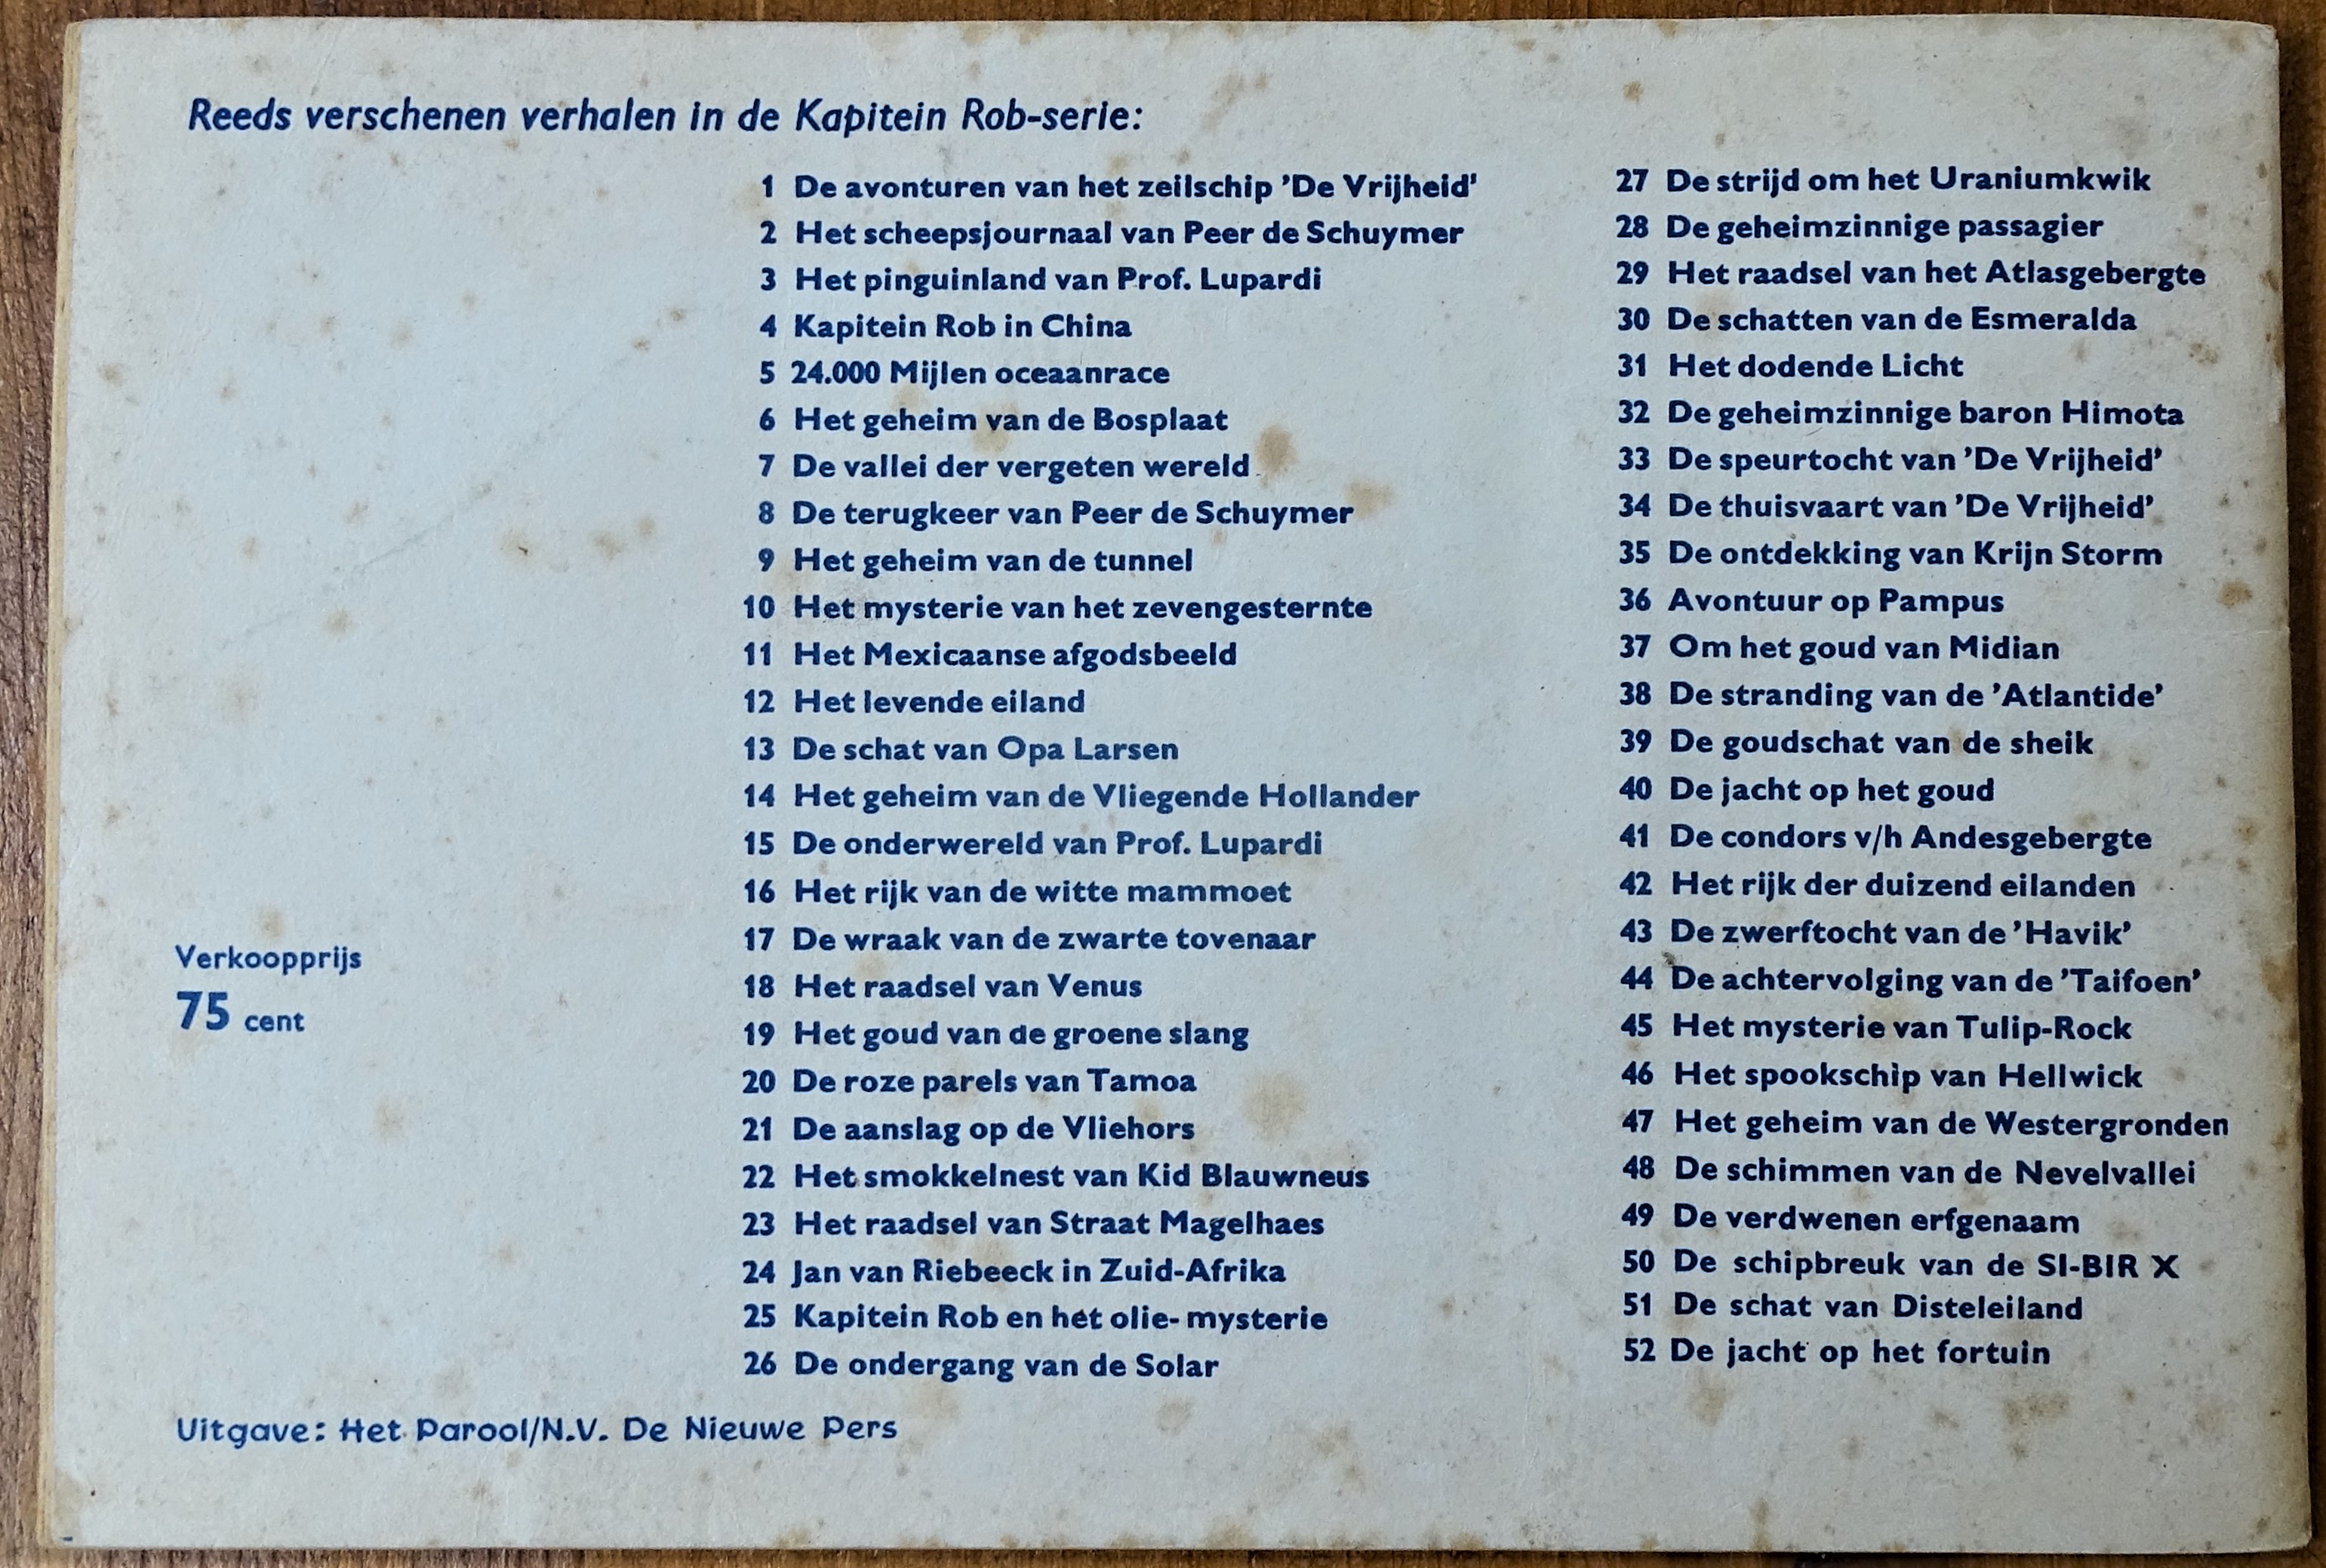 Reeds verschenen verhalen in de Kapitein Rob-serie:
1 De avonturen van het zeilschip 'De Vrijheid'
2 Het scheepsjournaal van Peer de Schuymer
3 Het pinguinland van Prof. Lupardi
4 Kapitein Rob in China
5 24.000 Mijlen oceaanrace
6 Het geheim van de Bosplaat
7 De vallei der vergeten wereld
8 De terugkeer van Peer de Schuymer
9 Het geheim van de tunnel
10 Het mysterie van het zevengesternte
11 Het Mexicaanse afgodsbeeld
12 Het levende eiland
13 De schat van Opa Larsen
14 Het geheim van de Vliegende Hollander
15 De onderwereld van Prof. Lupardi
16 Het rijk van de witte mammoet
17 De wraak van de zwarte tovenaar
18 Het raadsel van Venus
19 Het goud van de groene slang
20 De roze parels van Tamoa
21 De aanslag op de Vliehors
22 Het smokkelnest van Kid Blauwneus
23 Het raadsel van Straat Magelhaes
24 Jan van Riebeeck in Zuid-Afrika
25 Kapitein Rob en het olie-mysterie
26 De ondergang van de Solar
27 De strijd om het Uraniumkwik
28 De geheimzinnige passagier
29 Het raadsel van het Atlasgebergte
30 De schatten van de Esmeralda
31 Het dodende Licht
32 De geheimzinnige baron Himota
33 De speurtocht van 'De Vrijheid'
34 De thuisvaart van 'De Vrijheid'
35 De ontdekking van Krijn Storm
36 Avontuur op Pampus
37 Om het goud van Midian
38 De stranding van de 'Atlantide'
39 De goudschat van de sheik
40 De jacht op het goud
41 De condors v/h Andesgebergte
42 Het rijk der duizend eilanden
43 De zwerftocht van de 'Havik'
44 De achtervolging van de 'Taifoen'
45 Het mysterie van Tulip-Rock
46 Het spookschip van Hellwick
47 Het geheim van de Westergronden
48 De schimmen van de Nevelvallei
49 De verdwenen erfgenaam
50 De schipbreuk van de SI-BIR X
51 De schat van Disteleiland
52 De jacht op het fortuin
Verkoopprijs
75 cent
Uitgave: Het Parool/N.V. De Nieuwe Pers